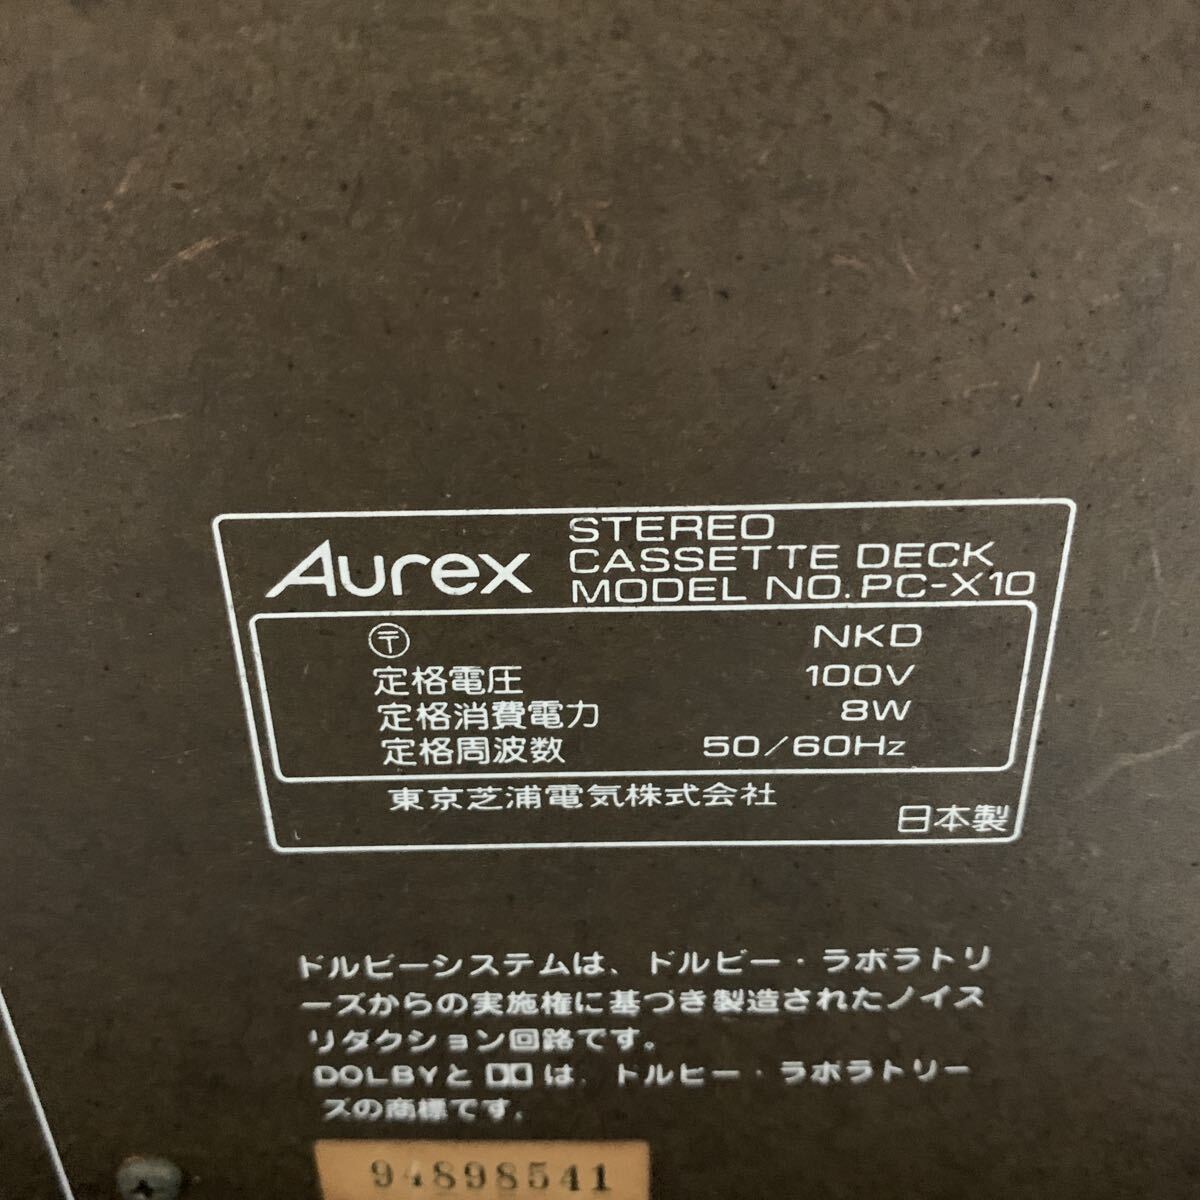 Aurex
STEREO
CASSETTE DECK
MODEL NO. PC-X10
〶 NKD
定格電圧 100V
定格消費電力 8W
定格周波数 50/60Hz
東京芝浦電気株式会社
日本製
ドルビーシステムは、ドルビー・ラボラトリ
ーズからの実施権に基づき製造されたノイズ
リダクション回路です。
DOLBYと は、ドルビー・ラボラトリー
ズの商標です。
94898541